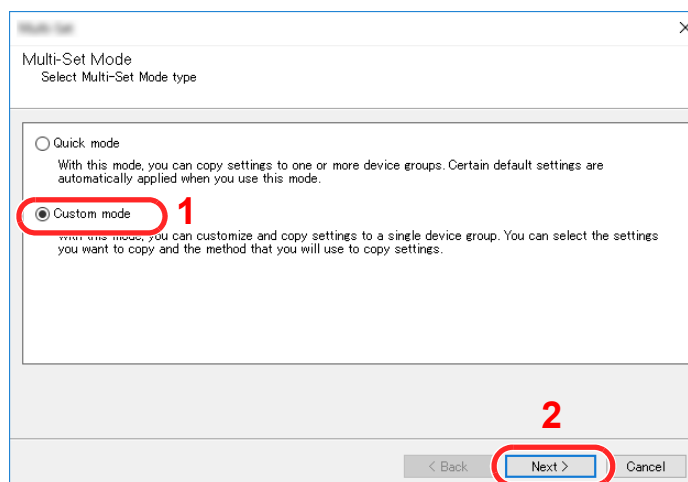 Multi-Set Mode
Select Multi-Set Mode type
Quick mode
With this mode, you can copy settings to one or more device groups. Certain default settings are
automatically applied when you use this mode.
Custom mode
1
With this mode, you can customize and copy settings to a single device group. You can select the settings
you want to copy and the method that you will use to copy settings.
2
< Back
Next >
Cancel